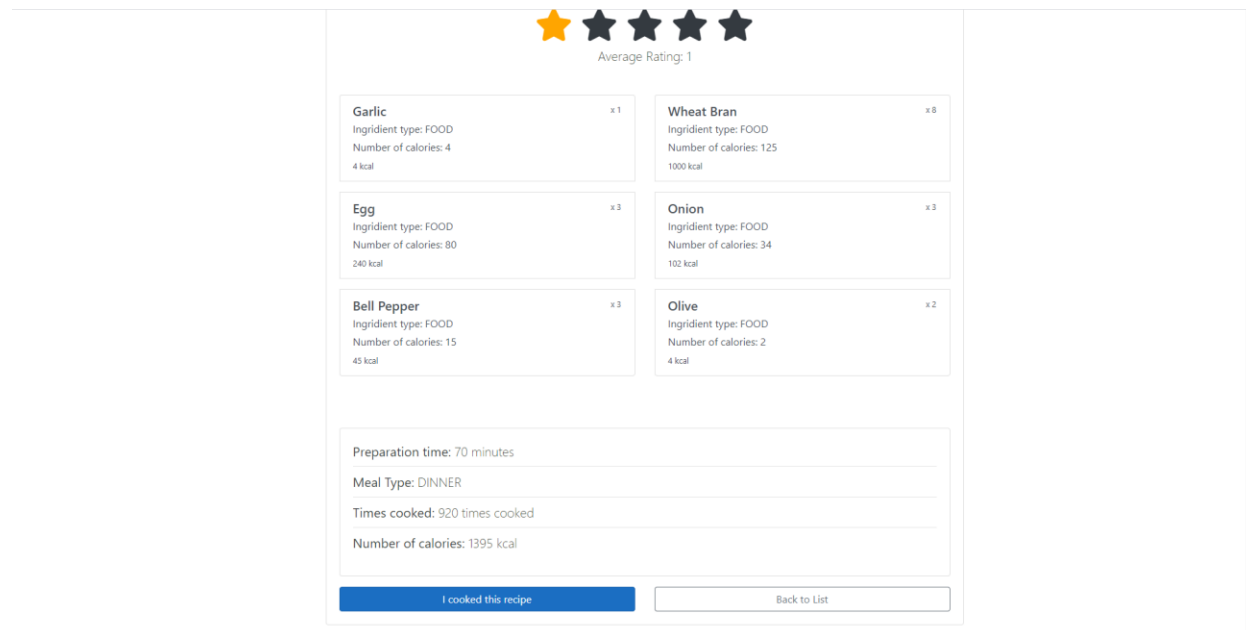 Average Rating: 1
Garlic x 1
Ingridient type: FOOD
Number of calories: 4
4 kcal
Wheat Bran x 8
Ingridient type: FOOD
Number of calories: 125
1000 kcal
Egg x 3
Ingridient type: FOOD
Number of calories: 80
240 kcal
Onion x 3
Ingridient type: FOOD
Number of calories: 34
102 kcal
Bell Pepper x 3
Ingridient type: FOOD
Number of calories: 15
45 kcal
Olive x 2
Ingridient type: FOOD
Number of calories: 2
4 kcal
Preparation time: 70 minutes
Meal Type: DINNER
Times cooked: 920 times cooked
Number of calories: 1395 kcal
I cooked this recipe
Back to List